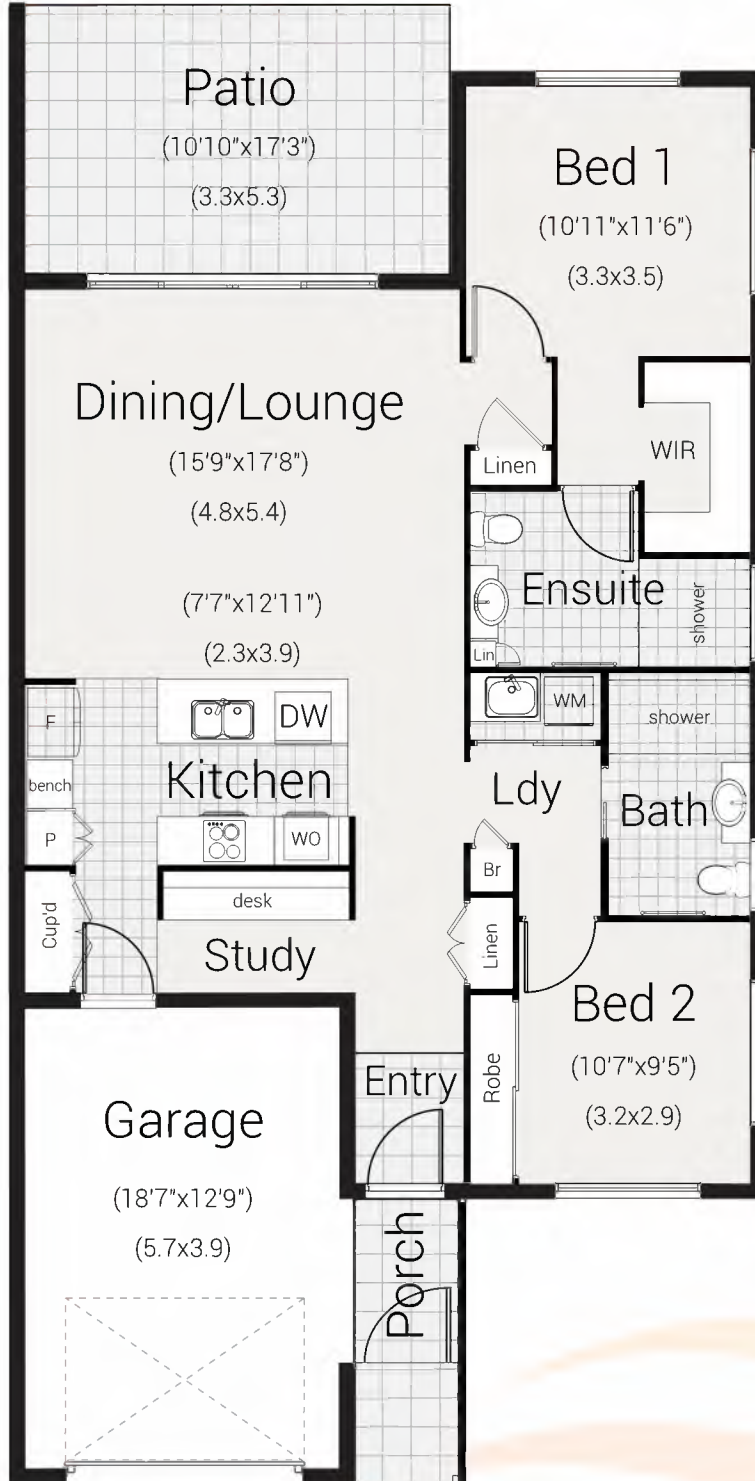 Patio
(10'10"x17'3")
(3.3x5.3)
Bed 1
(10'11"x11'6")
(3.3x3.5)
Dining/Lounge
(15'9"x17'8")
(4.8x5.4)
(7'7"x12'11")
(2.3x3.9)
Linen
WIR
Ensuite
shower
Lin
F
DW
bench
Kitchen
P
WO
WM
shower
Ldy
Bath
Br
Cup'd
desk
Study
Linen
Bed 2
(10'7"x9'5")
(3.2x2.9)
Robe
Entry
Garage
(18'7"x12'9")
(5.7x3.9)
Porch